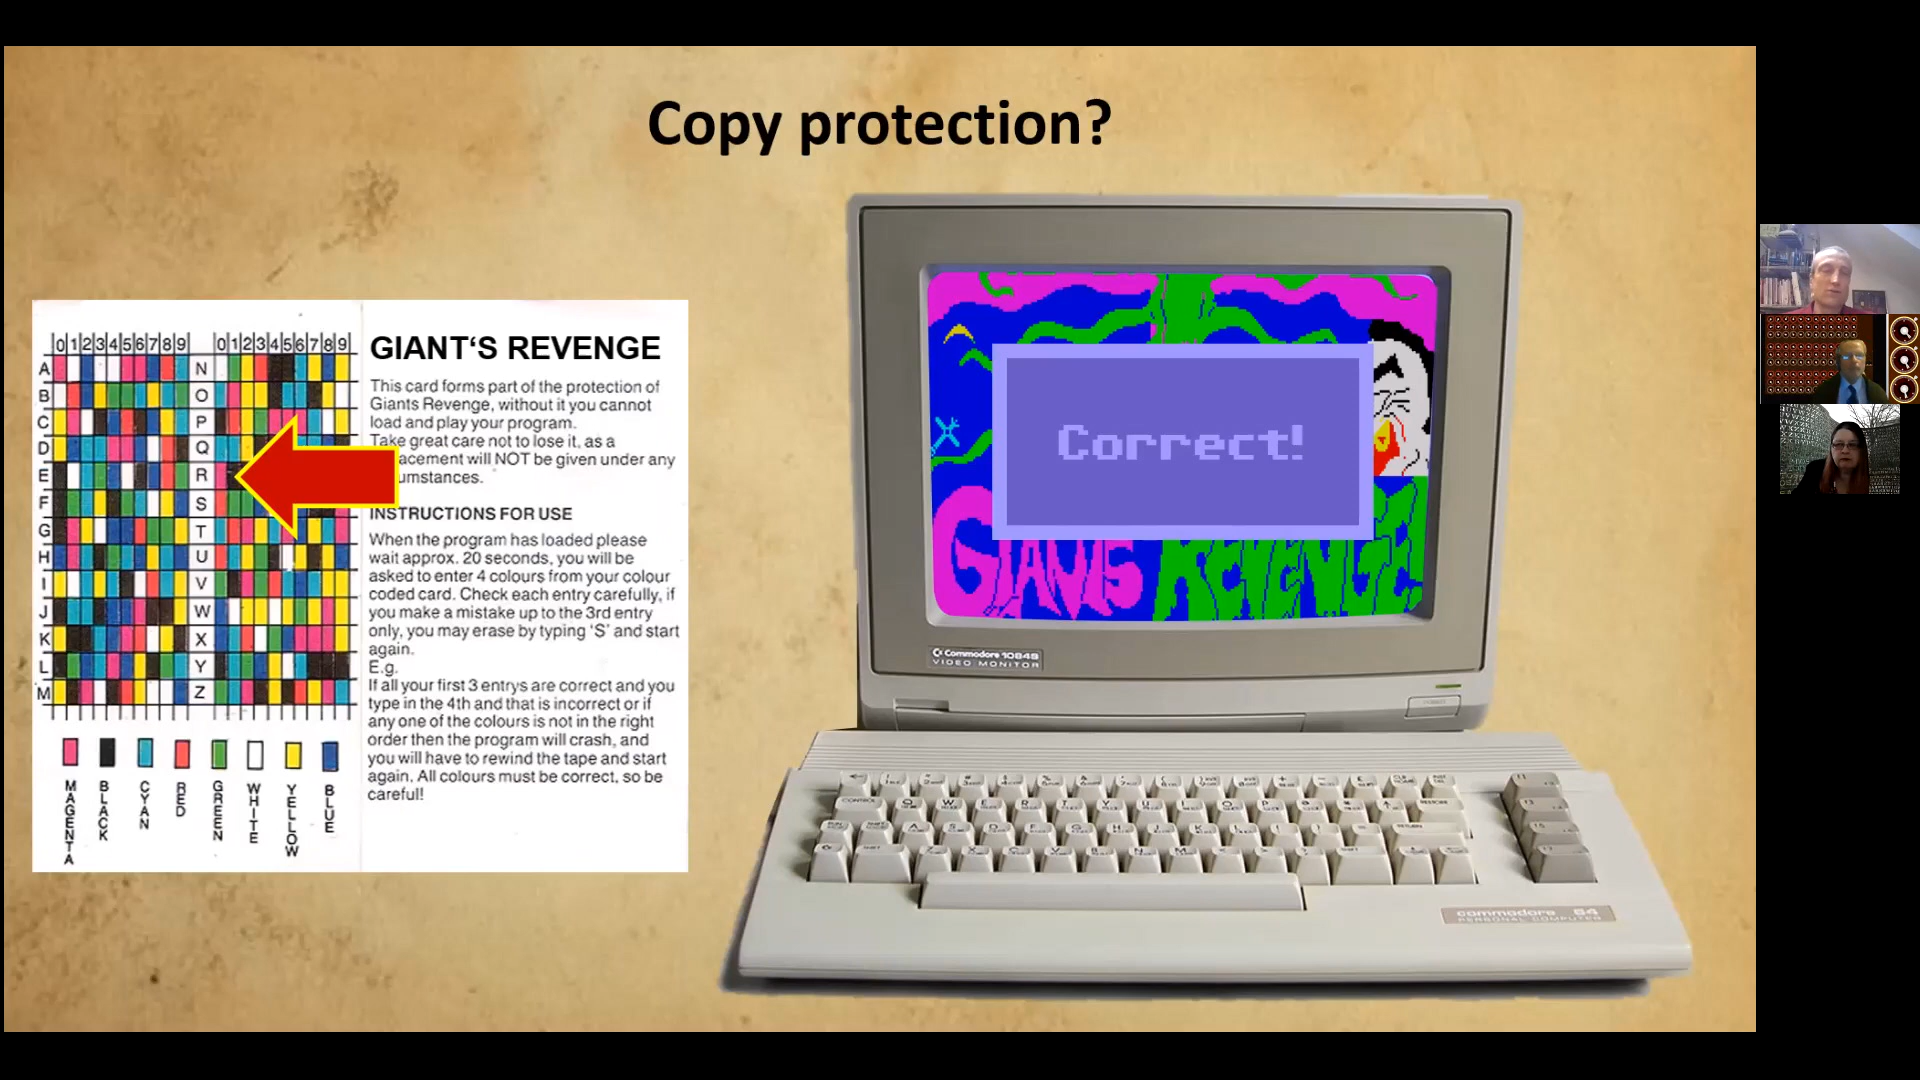 Copy protection?
0 1 2 3 4 5 6 7 8 9 0 1 2 3 4 5 6 7 8 9
A N
B O
C P
D Q
E R
F S
G T
H U
I V
J W
K X
L Y
M Z
MAGENTA
BLACK
CYAN
RED
GREEN
WHITE
YELLOW
BLUE
GIANT'S REVENGE
This card forms part of the protection of
Giants Revenge, without it you cannot
load and play your program.
Take great care not to lose it, as a
acement will NOT be given under any
umstances.
INSTRUCTIONS FOR USE
When the program has loaded please
wait approx. 20 seconds, you will be
asked to enter 4 colours from your colour
coded card. Check each entry carefully, if
you make a mistake up to the 3rd entry
only, you may erase by typing 'S' and start
again.
E.g.
If all your first 3 entrys are correct and you
type in the 4th and that is incorrect or if
any one of the colours is not in the right
order then the program will crash, and
you will have to rewind the tape and start
again. All colours must be correct, so be
careful!
Correct!
GIANTS REVENGE
Commodore 1084S
VIDEO MONITOR
commodore 64
PERSONAL COMPUTER